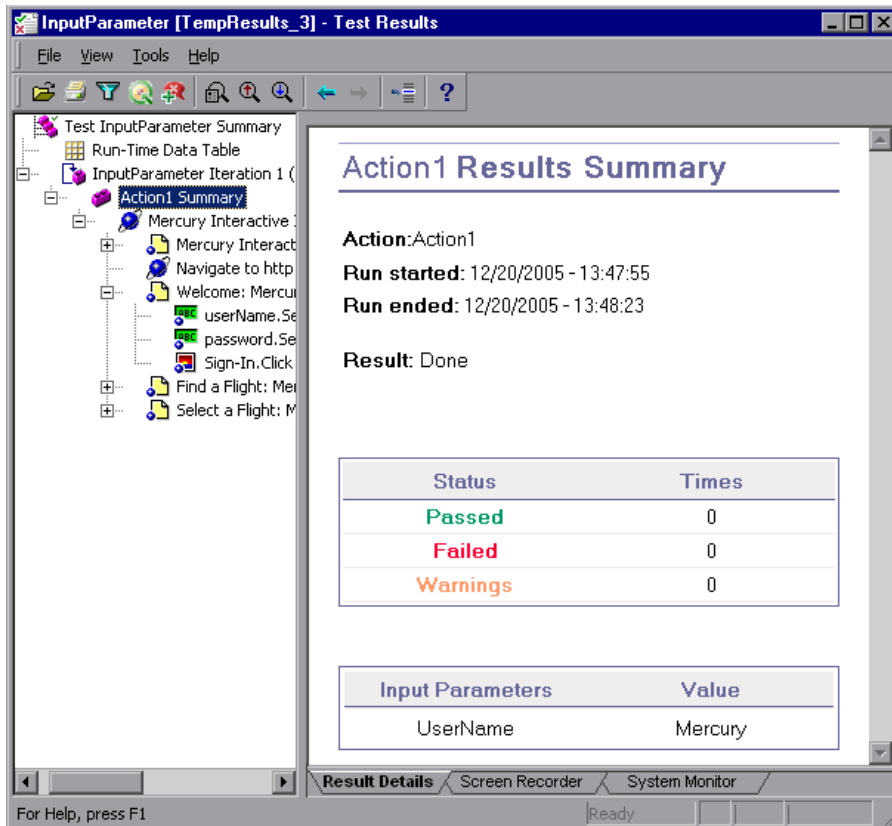 InputParameter [TempResults_3] - Test Results
File View Tools Help
Test InputParameter Summary
Run-Time Data Table
InputParameter Iteration 1 (
Action1 Summary
Mercury Interactive
Mercury Interact
Navigate to http
Welcome: Mercu
ABC userName.Se
ABC password.Se
Sign-In.Click
Find a Flight: Mer
Select a Flight: M
Action1 Results Summary
Action:Action1
Run started: 12/20/2005 - 13:47:55
Run ended: 12/20/2005 - 13:48:23
Result: Done
Status Times
Passed 0
Failed 0
Warnings 0
Input Parameters Value
UserName Mercury
Result Details Screen Recorder System Monitor
For Help, press F1 Ready